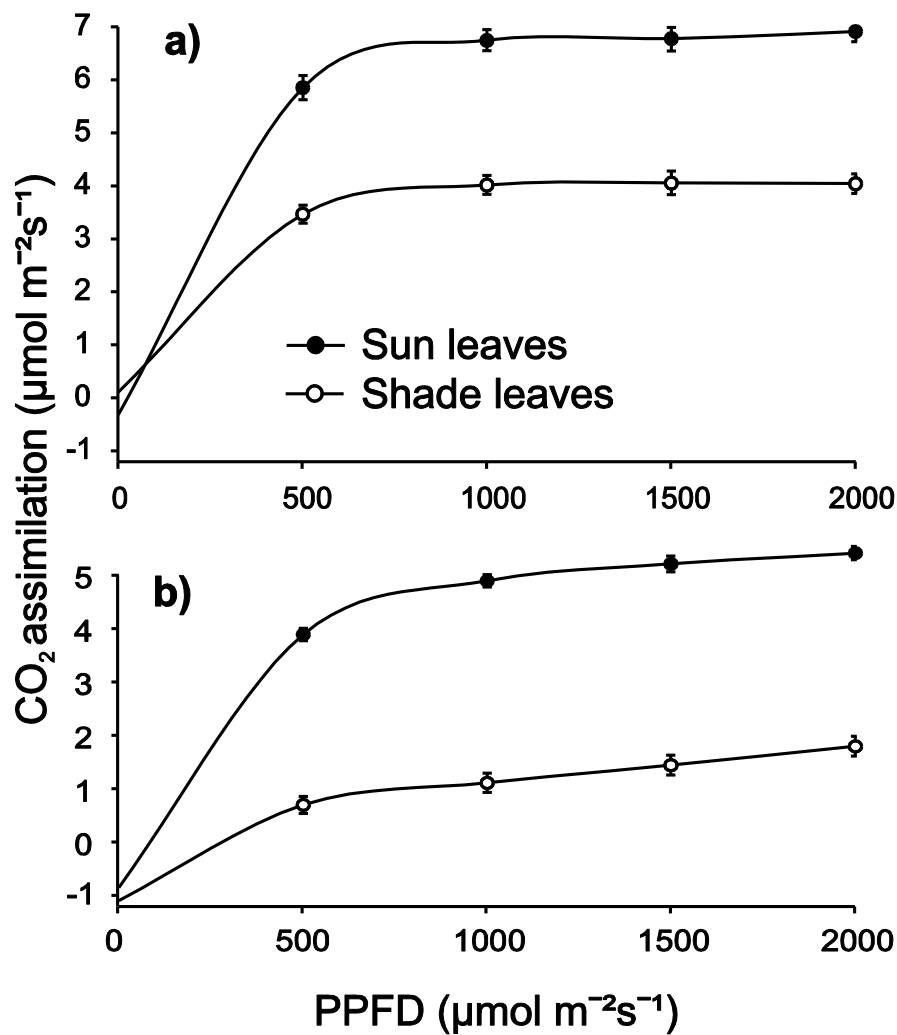 a)
7
6
5
4
3
2
1
0
-1
Sun leaves
Shade leaves
0 500 1000 1500 2000
CO₂ assimilation (µmol m⁻²s⁻¹)
b)
5
4
3
2
1
0
-1
0 500 1000 1500 2000
PPFD (µmol m⁻²s⁻¹)